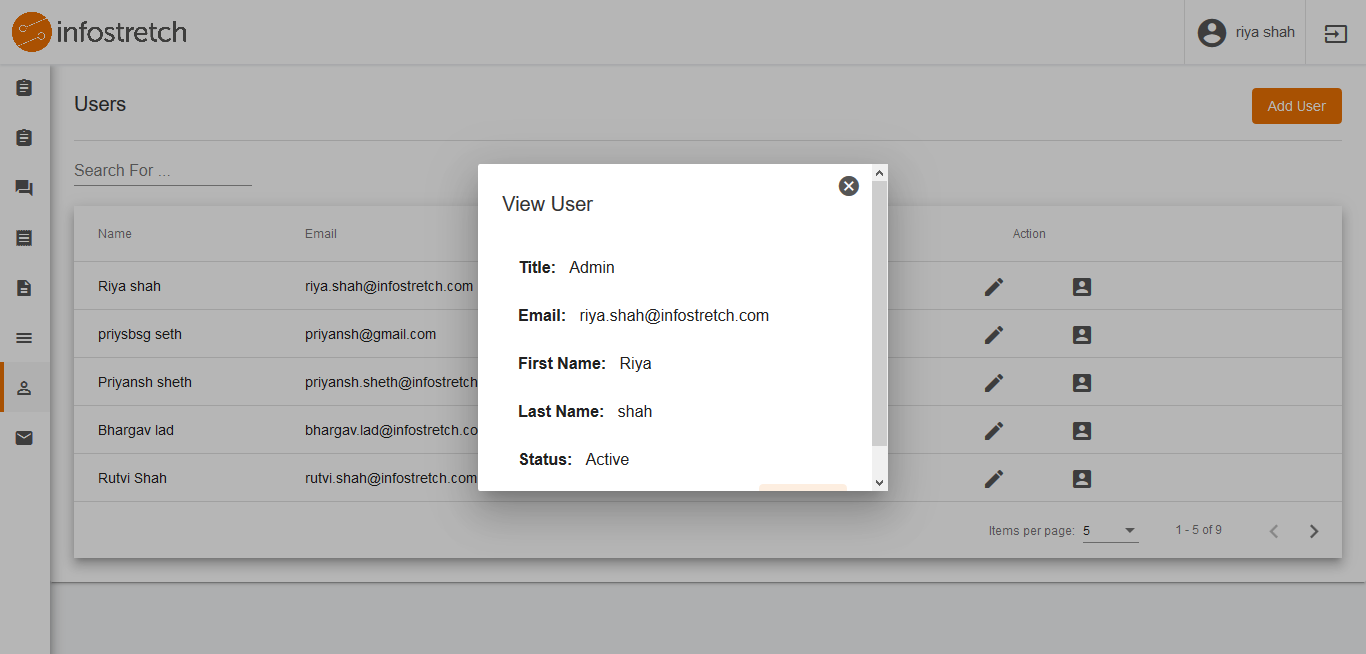 infostretch
riya shah
Users
Add User
Search For ...
Name Email Action
Riya shah riya.shah@infostretch.com
priysbsg seth priyansh@gmail.com
Priyansh sheth priyansh.sheth@infostretch
Bhargav lad bhargav.lad@infostretch.co
Rutvi Shah rutvi.shah@infostretch.com
Items per page: 5 1 - 5 of 9
View User
Title: Admin
Email: riya.shah@infostretch.com
First Name: Riya
Last Name: shah
Status: Active